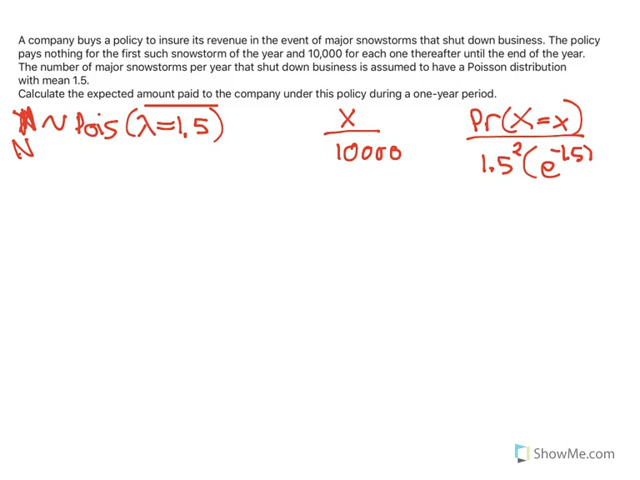 A company buys a policy to insure its revenue in the event of major snowstorms that shut down business. The policy
pays nothing for the first such snowstorm of the year and 10,000 for each one thereafter until the end of the year.
The number of major snowstorms per year that shut down business is assumed to have a Poisson distribution
with mean 1.5.
Calculate the expected amount paid to the company under this policy during a one-year period.
~ Pois (λ=1.5) X Pr(X=x)
N 10000 1.5²(e⁻¹·⁵)
ShowMe.com